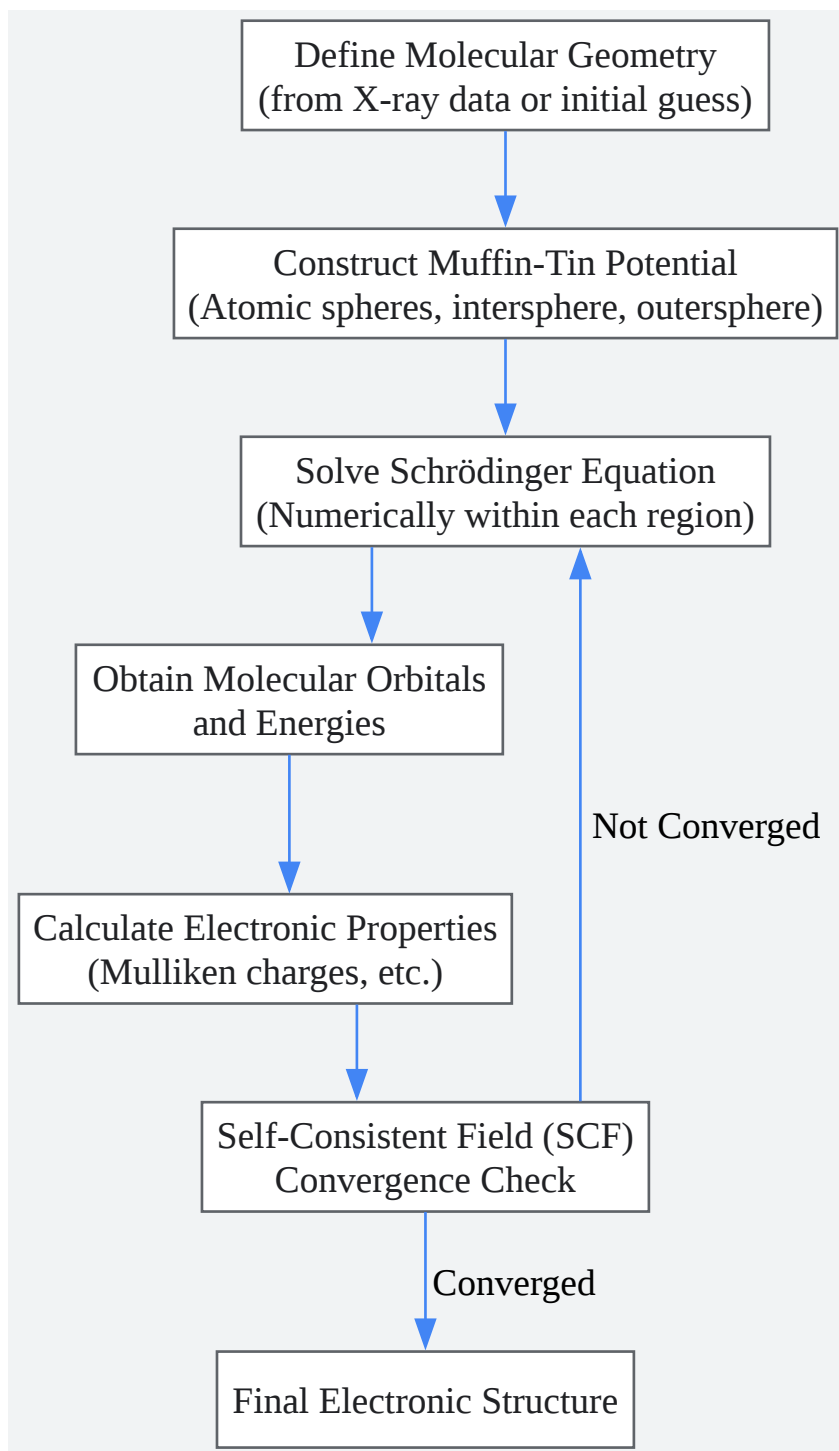 Define Molecular Geometry
(from X-ray data or initial guess)
Construct Muffin-Tin Potential
(Atomic spheres, intersphere, outersphere)
Solve Schrödinger Equation
(Numerically within each region)
Obtain Molecular Orbitals
and Energies
Not Converged
Calculate Electronic Properties
(Mulliken charges, etc.)
Self-Consistent Field (SCF)
Convergence Check
Converged
Final Electronic Structure